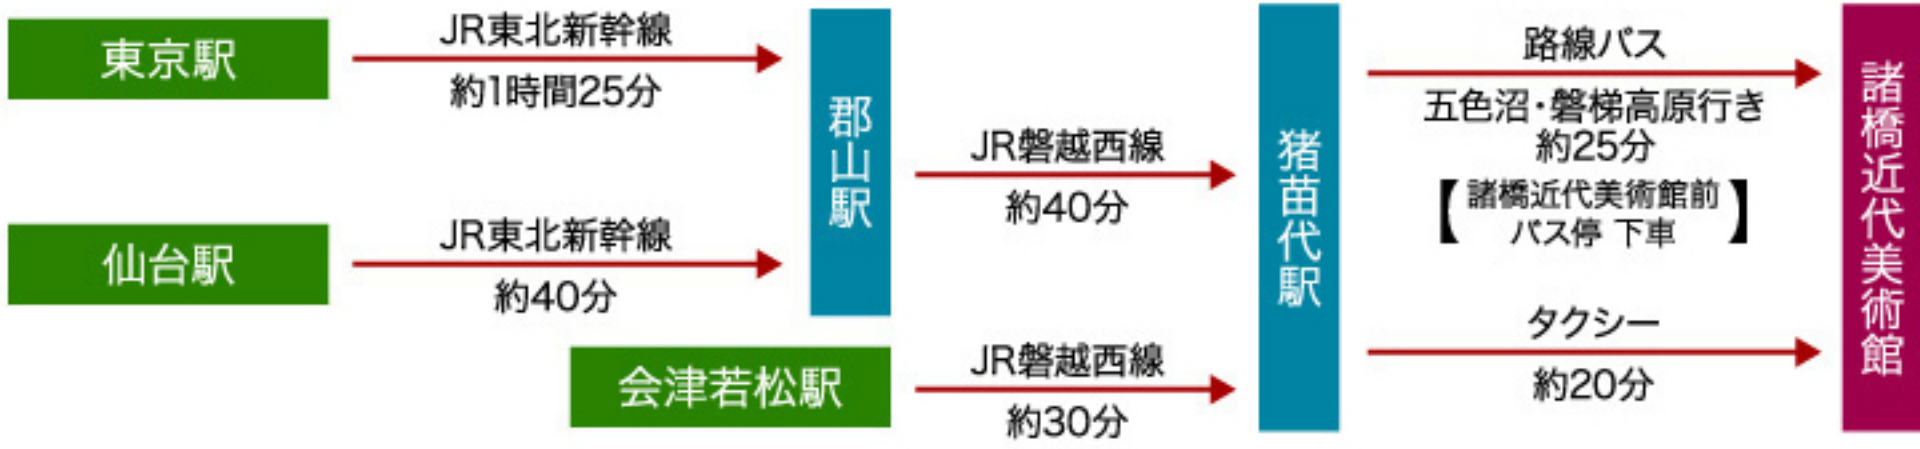 東京駅
JR東北新幹線
約1時間25分
仙台駅
JR東北新幹線
約40分
郡山駅
JR磐越西線
約40分
会津若松駅
JR磐越西線
約30分
猪苗代駅
路線バス
五色沼・磐梯高原行き
約25分
【諸橋近代美術館前
バス停 下車】
タクシー
約20分
諸橋近代美術館